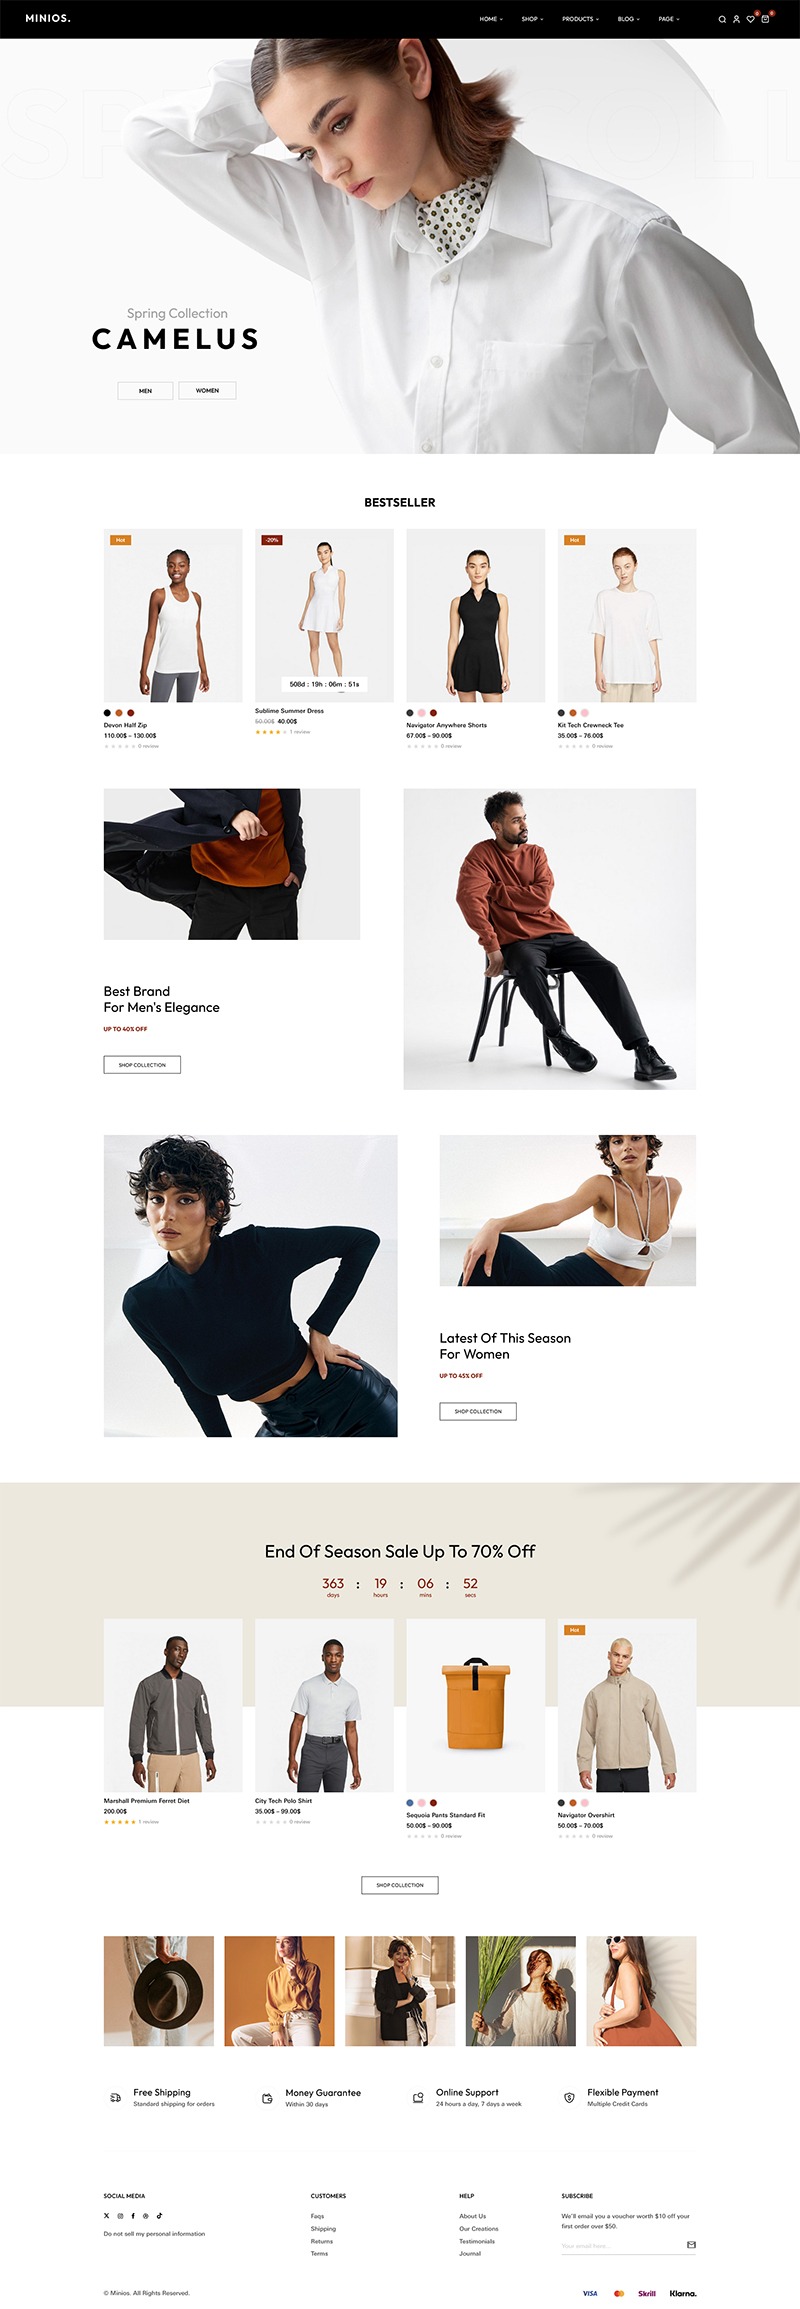 MINIOS.
HOME
SHOP
PRODUCTS
BLOG
PAGE
0
0
Spring Collection
CAMELUS
MEN
WOMEN
BESTSELLER
Hot
-20%
Hot
508d : 19h : 06m : 51s
Devon Half Zip
110.00$ – 130.00$
0 review
Sublime Summer Dress
50.00$ 40.00$
1 review
Navigator Anywhere Shorts
67.00$ – 90.00$
0 review
Kit Tech Crewneck Tee
35.00$ – 76.00$
0 review
Best Brand
For Men's Elegance
UP TO 40% OFF
SHOP COLLECTION
Latest Of This Season
For Women
UP TO 45% OFF
SHOP COLLECTION
End Of Season Sale Up To 70% Off
363 : 19 : 06 : 52
days hours mins secs
Hot
Marshall Premium Ferret Diet
200.00$
1 review
City Tech Polo Shirt
35.00$ – 99.00$
0 review
Sequoia Pants Standard Fit
50.00$ – 90.00$
0 review
Navigator Overshirt
50.00$ – 70.00$
0 review
SHOP COLLECTION
Free Shipping
Standard shipping for orders
Money Guarantee
Within 30 days
Online Support
24 hours a day, 7 days a week
Flexible Payment
Multiple Credit Cards
SOCIAL MEDIA
Do not sell my personal information
CUSTOMERS
Faqs
Shipping
Returns
Terms
HELP
About Us
Our Creations
Testimonials
Journal
SUBSCRIBE
We'll email you a voucher worth $10 off your
first order over $50.
Your email here...
© Minios. All Rights Reserved.
VISA
Skrill
Klarna.